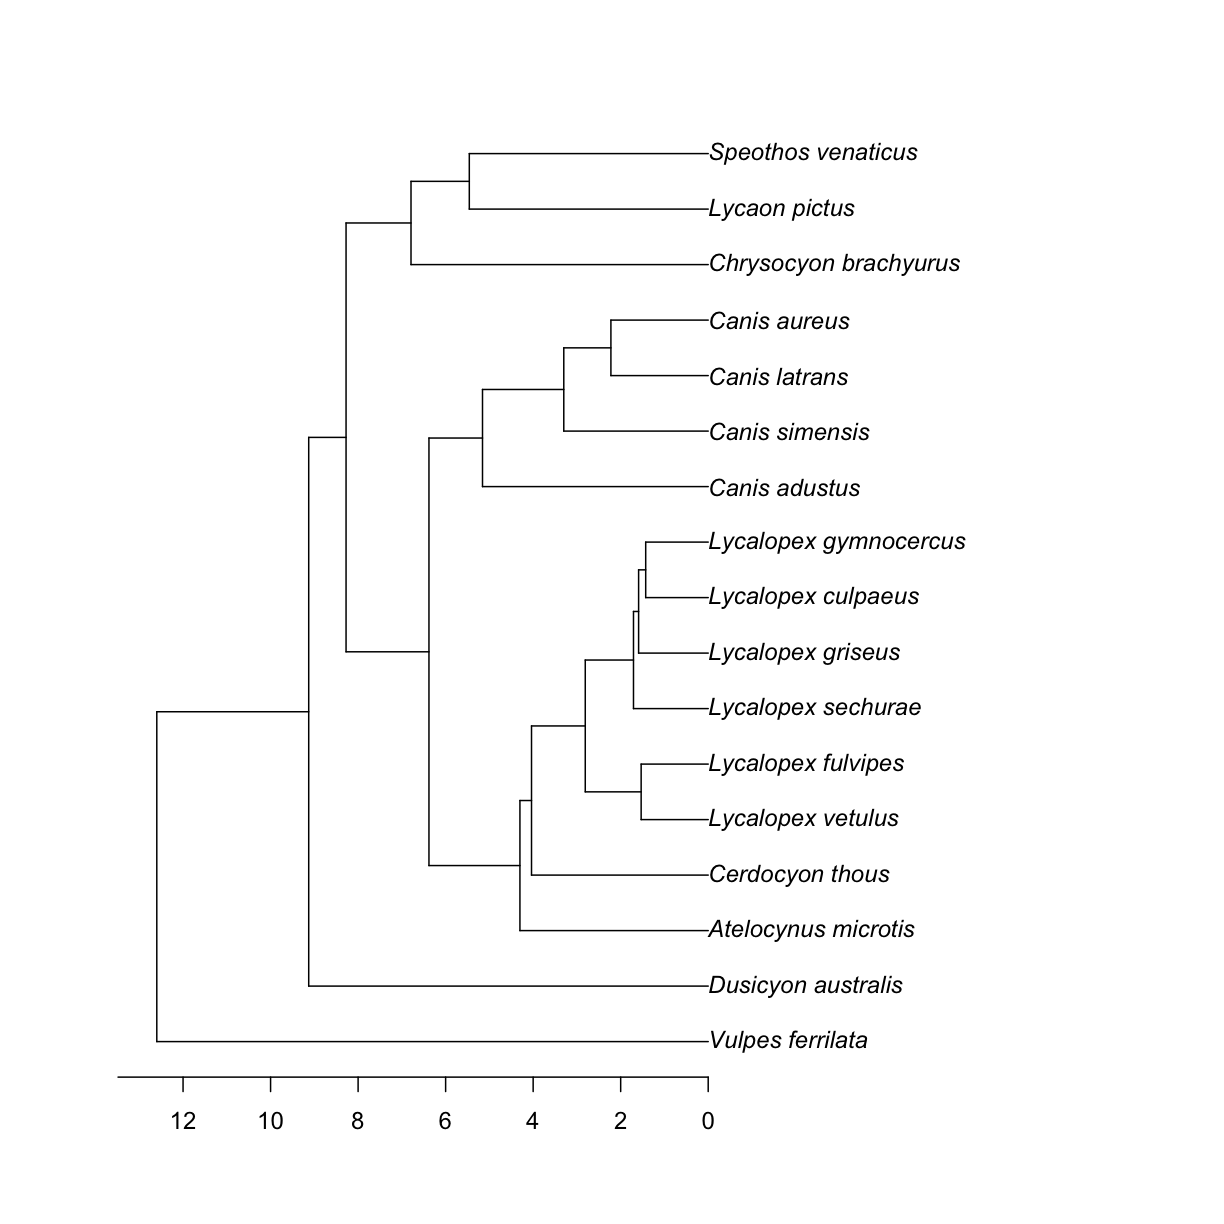 Speothos venaticus
Lycaon pictus
Chrysocyon brachyurus
Canis aureus
Canis latrans
Canis simensis
Canis adustus
Lycalopex gymnocercus
Lycalopex culpaeus
Lycalopex griseus
Lycalopex sechurae
Lycalopex fulvipes
Lycalopex vetulus
Cerdocyon thous
Atelocynus microtis
Dusicyon australis
Vulpes ferrilata
12 10 8 6 4 2 0